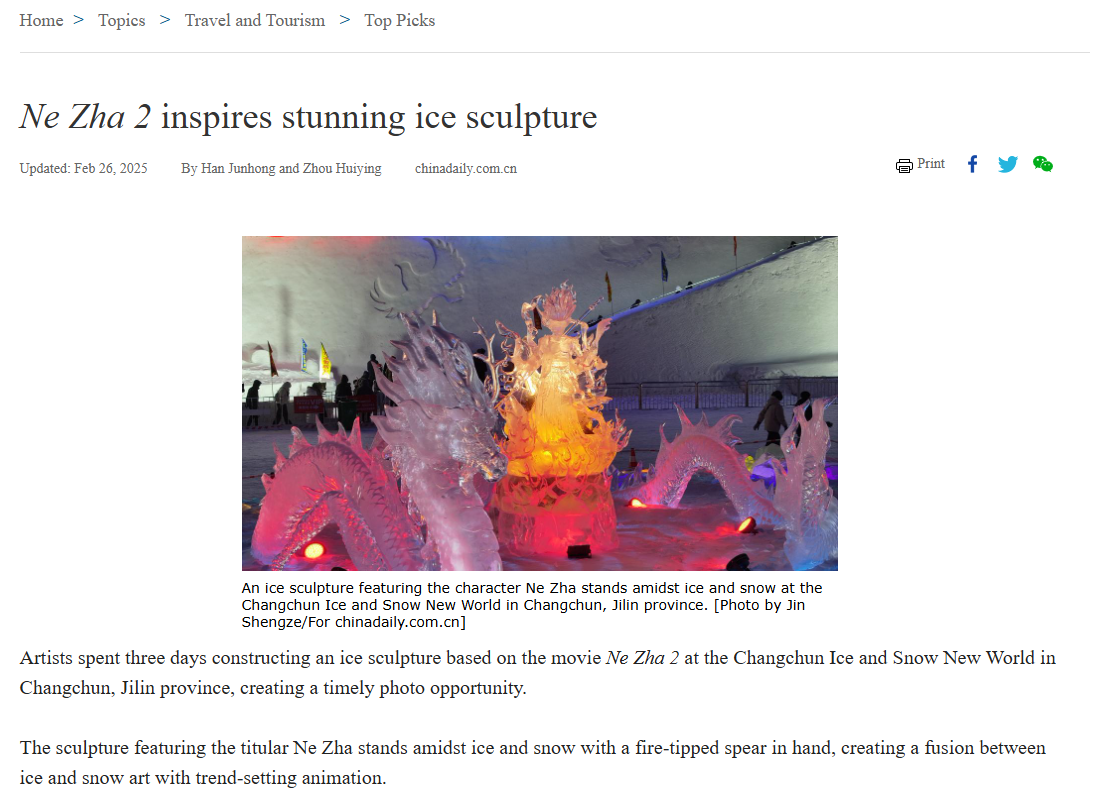 Home > Topics > Travel and Tourism > Top Picks
Ne Zha 2 inspires stunning ice sculpture
Updated: Feb 26, 2025 By Han Junhong and Zhou Huiying chinadaily.com.cn
Print
An ice sculpture featuring the character Ne Zha stands amidst ice and snow at the
Changchun Ice and Snow New World in Changchun, Jilin province. [Photo by Jin
Shengze/For chinadaily.com.cn]
Artists spent three days constructing an ice sculpture based on the movie Ne Zha 2 at the Changchun Ice and Snow New World in
Changchun, Jilin province, creating a timely photo opportunity.
The sculpture featuring the titular Ne Zha stands amidst ice and snow with a fire-tipped spear in hand, creating a fusion between
ice and snow art with trend-setting animation.